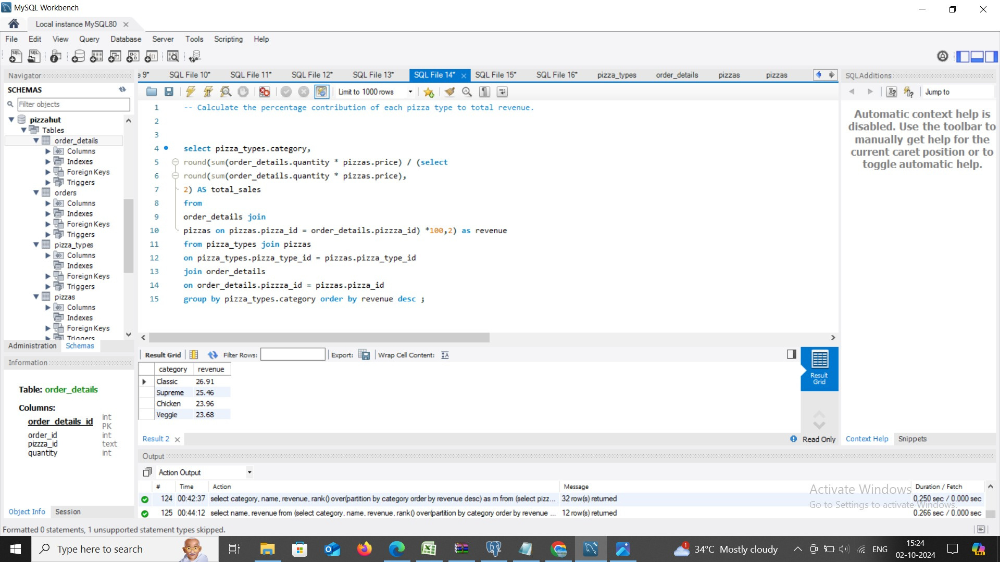 MySQL Workbench
Local instance MySQL80
File Edit View Query Database Server Tools Scripting Help
Navigator
SCHEMAS
Filter objects
pizzahut
Tables
order_details
Columns
Indexes
Foreign Keys
Triggers
orders
Columns
Indexes
Foreign Keys
Triggers
pizza_types
Columns
Indexes
Foreign Keys
Triggers
pizzas
Columns
Indexes
Foreign Keys
Triggers
Administration Schemas
Information
Table: order_details
Columns:
order_details_id int PK
order_id int
pizzza_id text
quantity int
Object Info Session
e 9* SQL File 10* SQL File 11* SQL File 12* SQL File 13* SQL File 14* SQL File 15* SQL File 16* pizza_types order_details pizzas pizzas
Limit to 1000 rows
1 -- Calculate the percentage contribution of each pizza type to total revenue.
2
3
4 select pizza_types.category,
5 round(sum(order_details.quantity * pizzas.price) / (select
6 round(sum(order_details.quantity * pizzas.price),
7 2) AS total_sales
8 from
9 order_details join
10 pizzas on pizzas.pizza_id = order_details.pizzza_id) *100,2) as revenue
11 from pizza_types join pizzas
12 on pizza_types.pizza_type_id = pizzas.pizza_type_id
13 join order_details
14 on order_details.pizzza_id = pizzas.pizza_id
15 group by pizza_types.category order by revenue desc ;
Result Grid Filter Rows: Export: Wrap Cell Content:
category revenue
Classic 26.91
Supreme 25.46
Chicken 23.96
Veggie 23.68
Result Grid
Result 2
Read Only
SQLAdditions
Jump to
Automatic context help is
disabled. Use the toolbar to
manually get help for the
current caret position or to
toggle automatic help.
Context Help Snippets
Output
Action Output
# Time Action Message Duration / Fetch
124 00:42:37 select category, name, revenue, rank() over(partition by category order by revenue desc) as rn from (select pizz... 32 row(s) returned 0.250 sec / 0.000 sec
125 00:44:12 select name, revenue from (select category, name, revenue, rank() over(partition by category order by revenue ... 12 row(s) returned 0.266 sec / 0.000 sec
Activate Windows
Go to Settings to activate Windows.
Formatted 0 statements, 1 unsupported statement types skipped.
Type here to search
1
34°C Mostly cloudy
ENG
15:24
02-10-2024
PRE